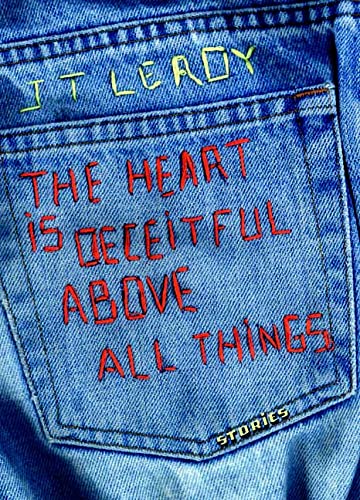 JT LEROY
THE HEART
iS DECEITFUL
ABOVE
ALL THINGS
STORIES